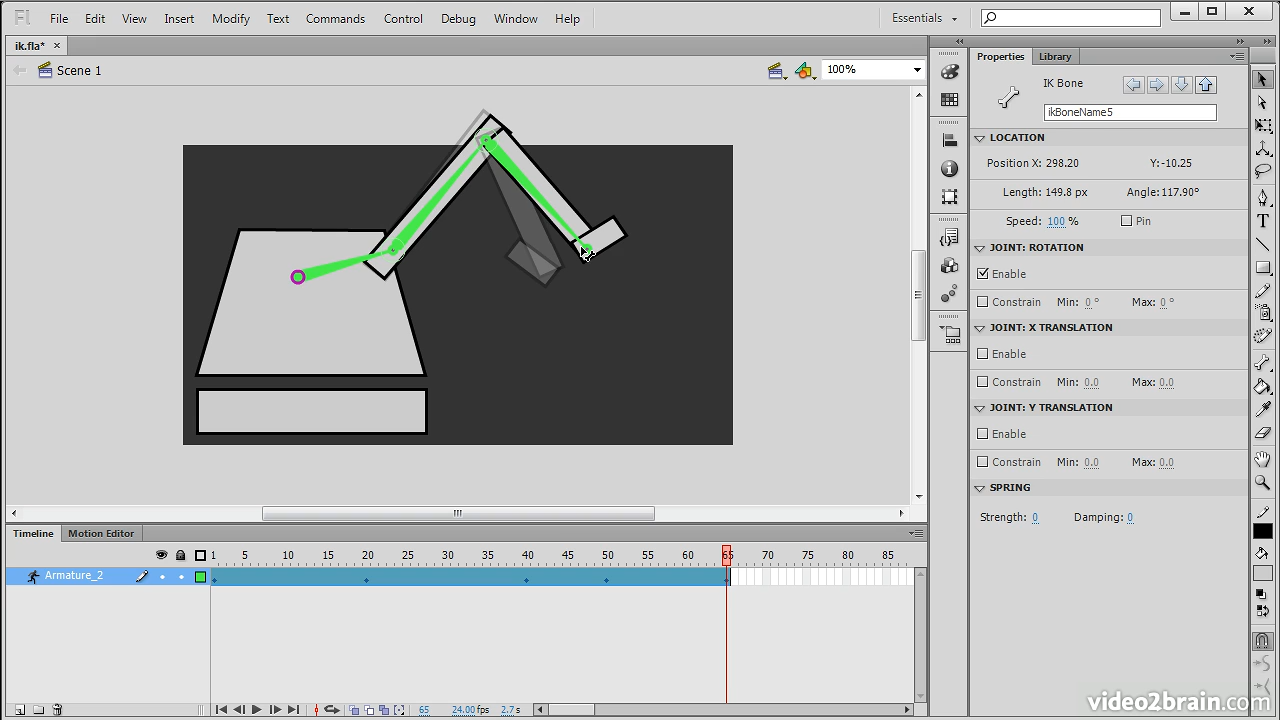 Fl File Edit View Insert Modify Text Commands Control Debug Window Help Essentials
ik.fla* ×
Scene 1 100%
Properties Library
IK Bone
ikBoneName5
LOCATION
Position X: 298.20 Y: -10.25
Length: 149.8 px Angle: 117.90°
Speed: 100 % Pin
JOINT: ROTATION
Enable
Constrain Min: 0 ° Max: 0 °
JOINT: X TRANSLATION
Enable
Constrain Min: 0.0 Max: 0.0
JOINT: Y TRANSLATION
Enable
Constrain Min: 0.0 Max: 0.0
SPRING
Strength: 0 Damping: 0
Timeline Motion Editor
1 5 10 15 20 25 30 35 40 45 50 55 60 65 70 75 80 85
Armature_2
65 24.00 fps 2.7 s
video2brain.com